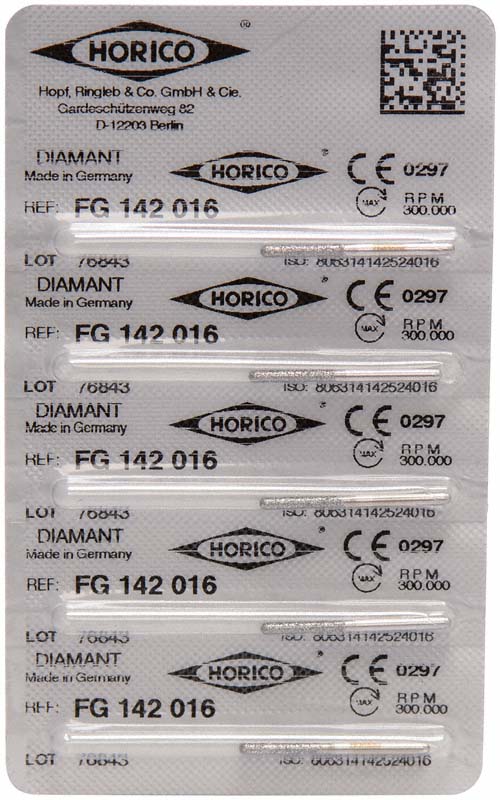 HORICO ®
Hopf, Ringleb & Co. GmbH & Cie.
Gardeschützenweg 82
D-12203 Berlin
DIAMANT HORICO ® CE 0297
Made in Germany
REF: FG 142 016 MAX RPM 300.000
LOT 76843 ISO: 806314142524016
DIAMANT HORICO ® CE 0297
Made in Germany
REF: FG 142 016 MAX RPM 300.000
LOT 76843 ISO: 806314142524016
DIAMANT HORICO ® CE 0297
Made in Germany
REF: FG 142 016 MAX RPM 300.000
LOT 76843 ISO: 806314142524016
DIAMANT HORICO ® CE 0297
Made in Germany
REF: FG 142 016 MAX RPM 300.000
LOT 76843 ISO: 806314142524016
DIAMANT HORICO ® CE 0297
Made in Germany
REF: FG 142 016 MAX RPM 300.000
LOT 76843 ISO: 806314142524016